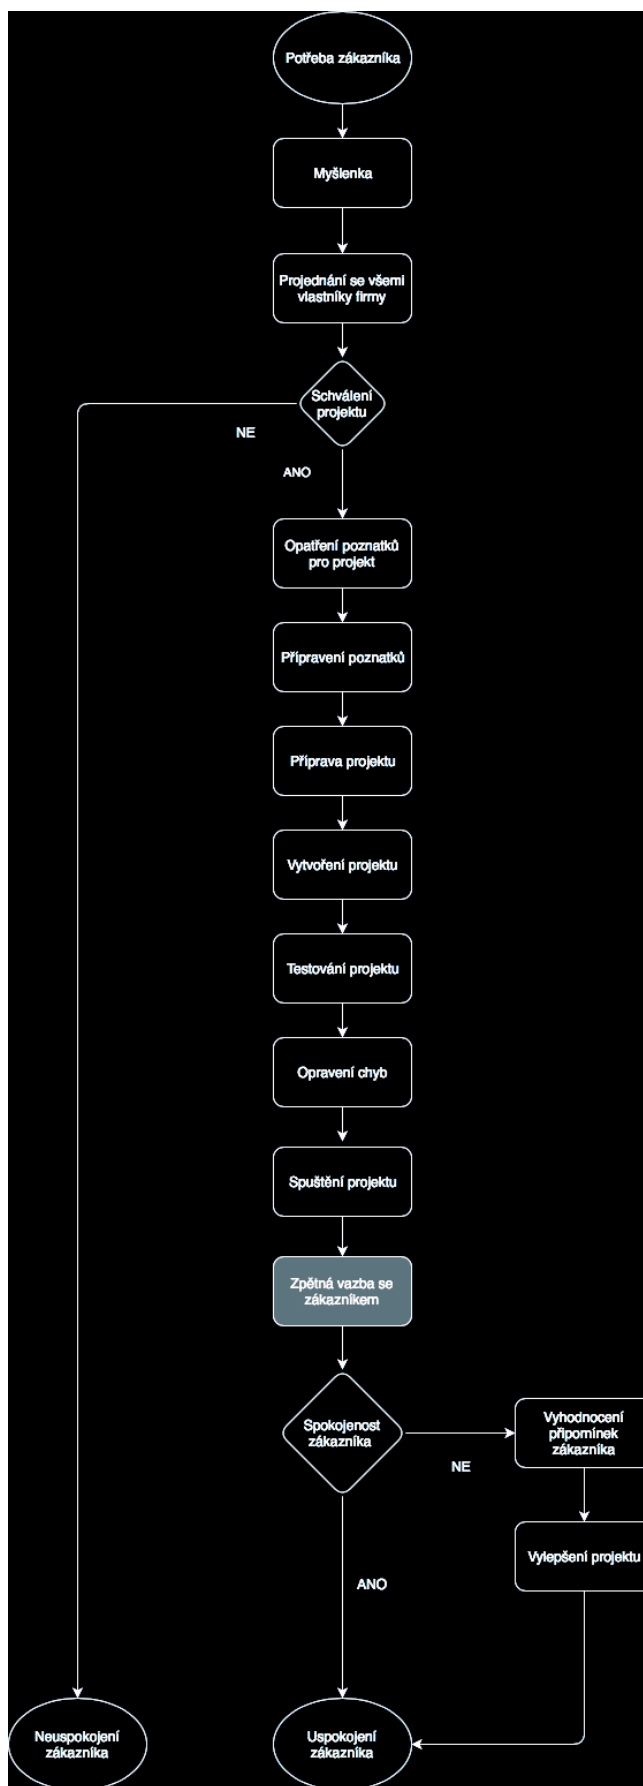 Potřeba zákazníka
Myšlenka
Projednání se všemi
vlastníky firmy
Schválení
projektu
NE
ANO
Opatření poznatků
pro projekt
Přípravení poznatků
Příprava projektu
Vytvoření projektu
Testování projektu
Opravení chyb
Spuštění projektu
Zpětná vazba se
zákazníkem
Spokojenost
zákazníka
NE
Vyhodnocení
připomínek
zákazníka
Vylepšení projektu
ANO
Neuspokojení
zákazníka
Uspokojení
zákazníka